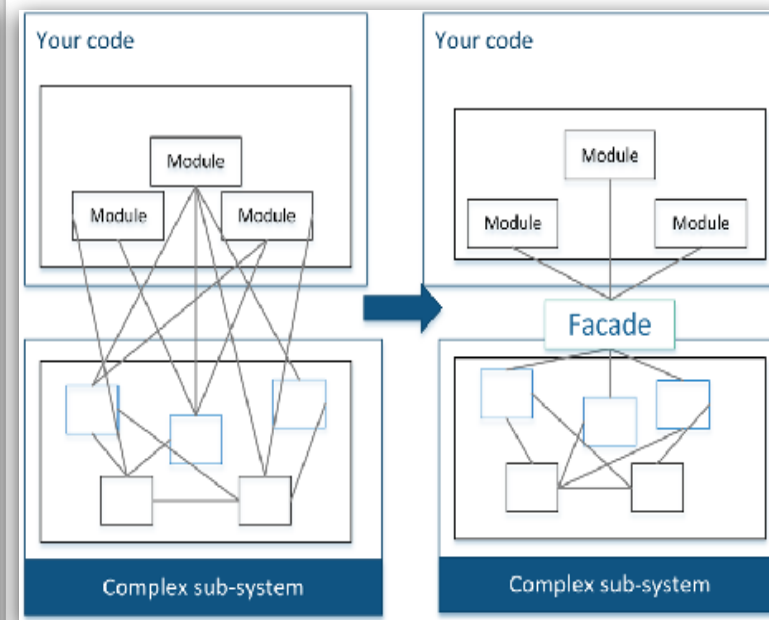 Your code
Module
Module
Module
Complex sub-system
Your code
Module
Module
Module
Facade
Complex sub-system